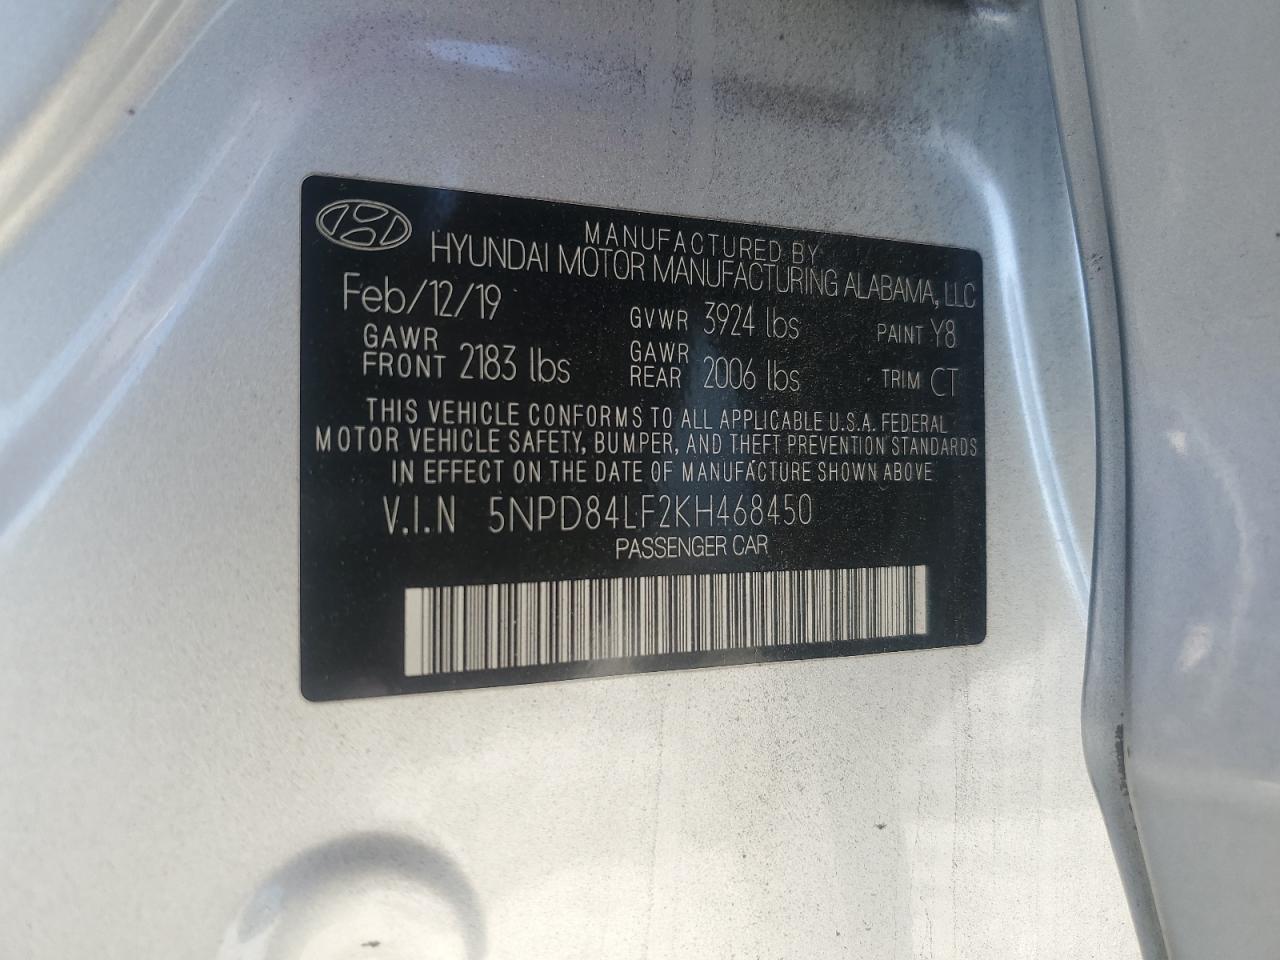 MANUFACTURED BY
HYUNDAI MOTOR MANUFACTURING ALABAMA, LLC
Feb/12/19 GVWR 3924 lbs PAINT Y8
GAWR FRONT 2183 lbs GAWR REAR 2006 lbs TRIM CT
THIS VEHICLE CONFORMS TO ALL APPLICABLE U.S.A. FEDERAL
MOTOR VEHICLE SAFETY, BUMPER, AND THEFT PREVENTION STANDARDS
IN EFFECT ON THE DATE OF MANUFACTURE SHOWN ABOVE
V.I.N 5NPD84LF2KH468450
PASSENGER CAR